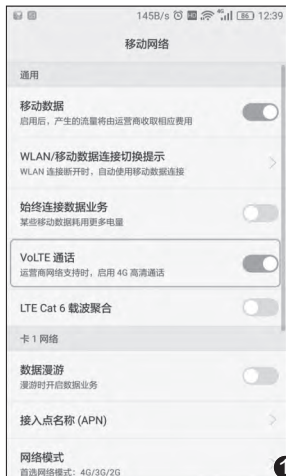 145B/s HD 4G 86 12:39
移动网络
通用
移动数据
启用后，产生的流量将由运营商收取相应费用
WLAN/移动数据连接切换提示
WLAN 连接断开时，自动使用移动数据连接
始终连接数据业务
某些移动数据耗用更多电量
VoLTE 通话
运营商网络支持时，启用 4G 高清通话
LTE Cat 6 载波聚合
卡 1 网络
数据漫游
漫游时开启数据业务
接入点名称 (APN)
网络模式
首选网络模式：4G/3G/2G
1